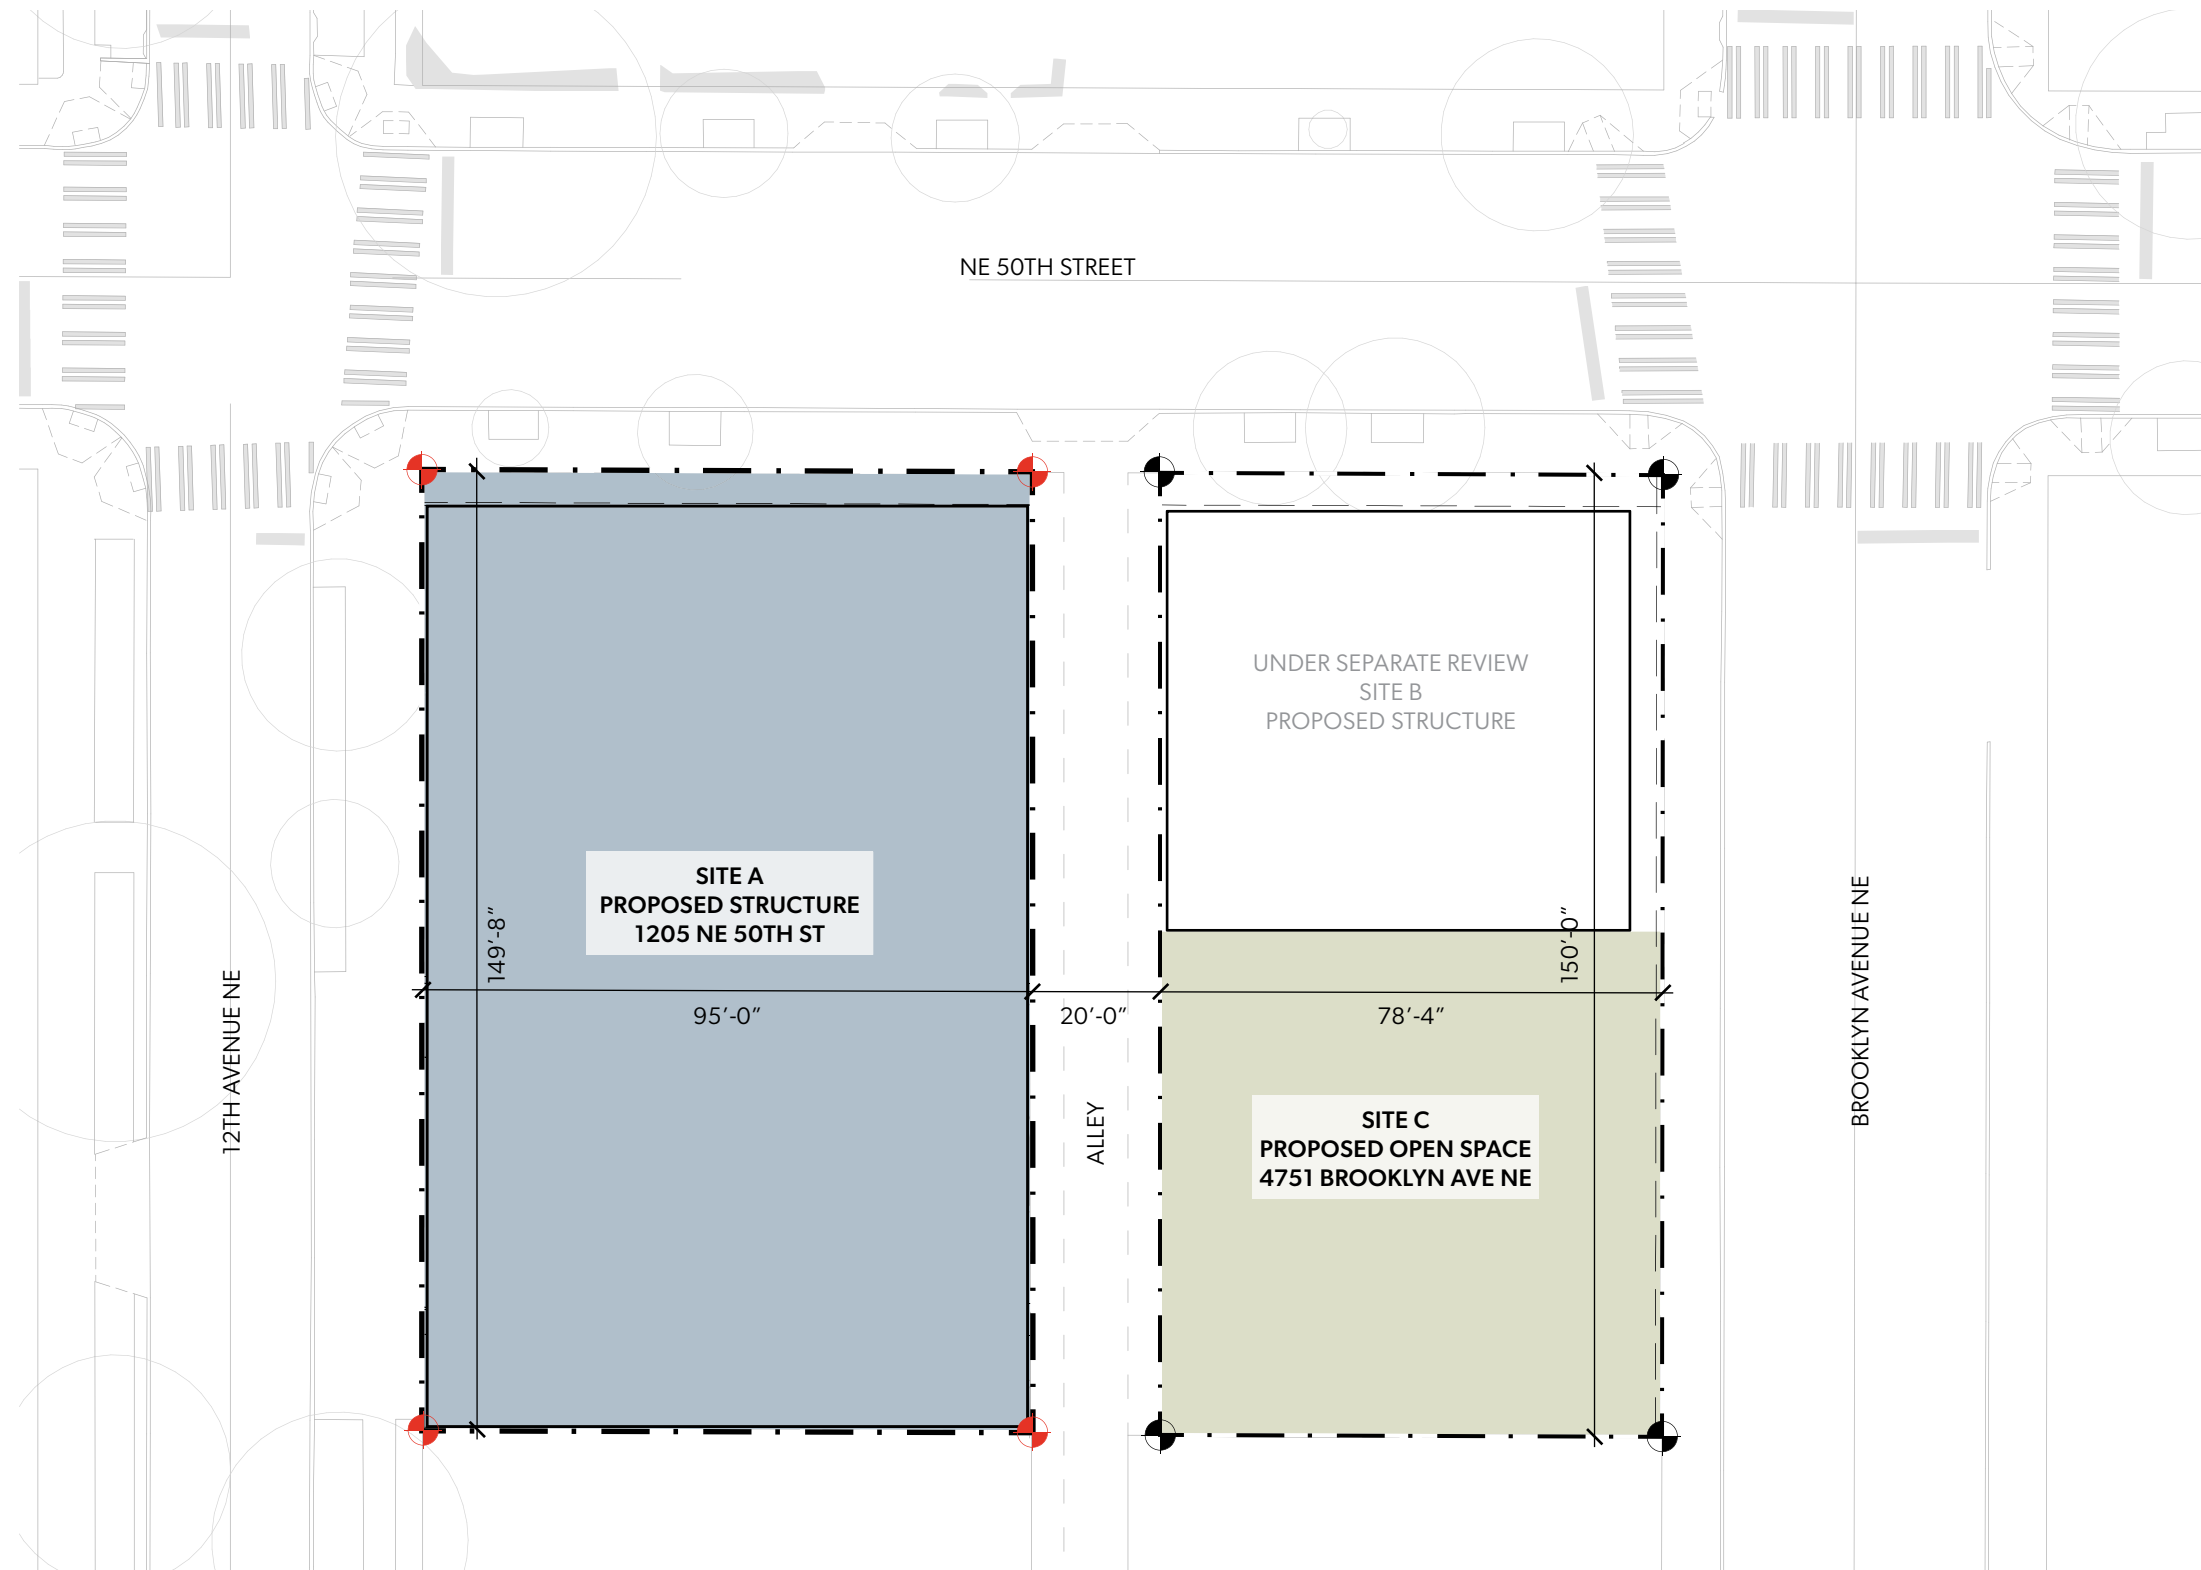 NE 50TH STREET
UNDER SEPARATE REVIEW
SITE B
PROPOSED STRUCTURE
SITE A
PROPOSED STRUCTURE
1205 NE 50TH ST
149'-8"
150'-0"
95'-0"
20'-0"
78'-4"
12TH AVENUE NE
ALLEY
BROOKLYN AVENUE NE
SITE C
PROPOSED OPEN SPACE
4751 BROOKLYN AVE NE